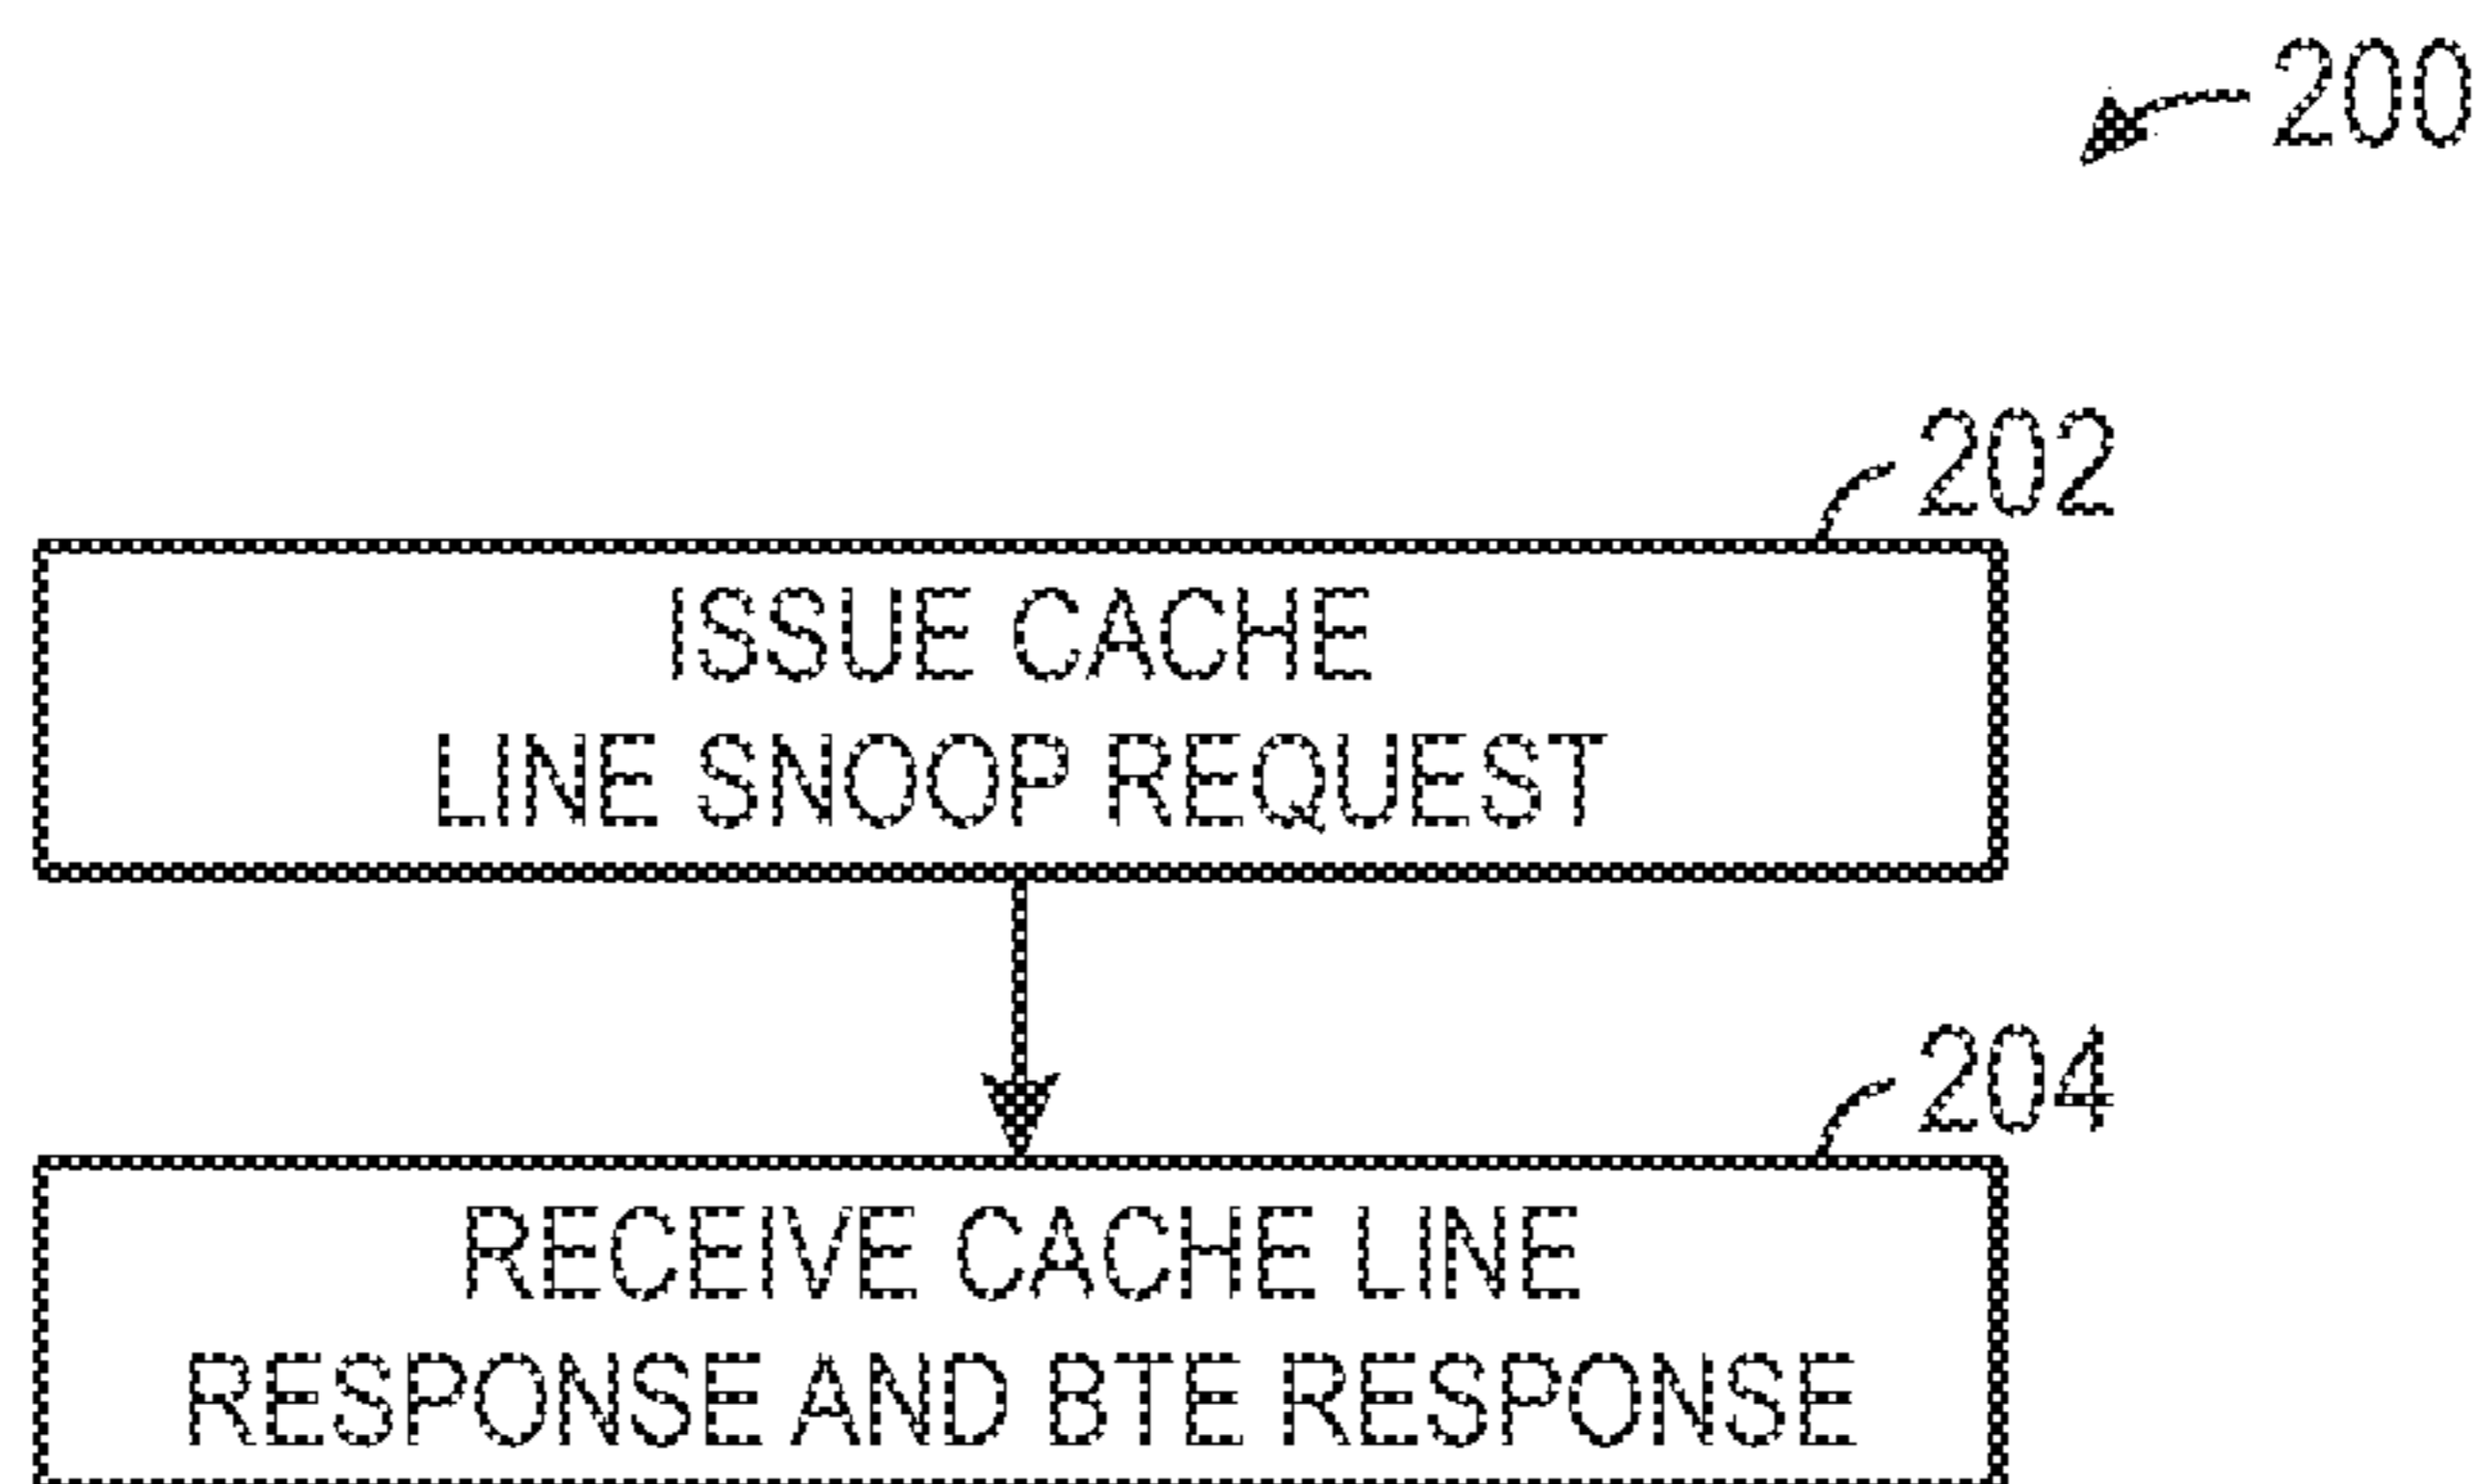 200
202
ISSUE CACHE
LINE SNOOP REQUEST
204
RECEIVE CACHE LINE
RESPONSE AND BTE RESPONSE